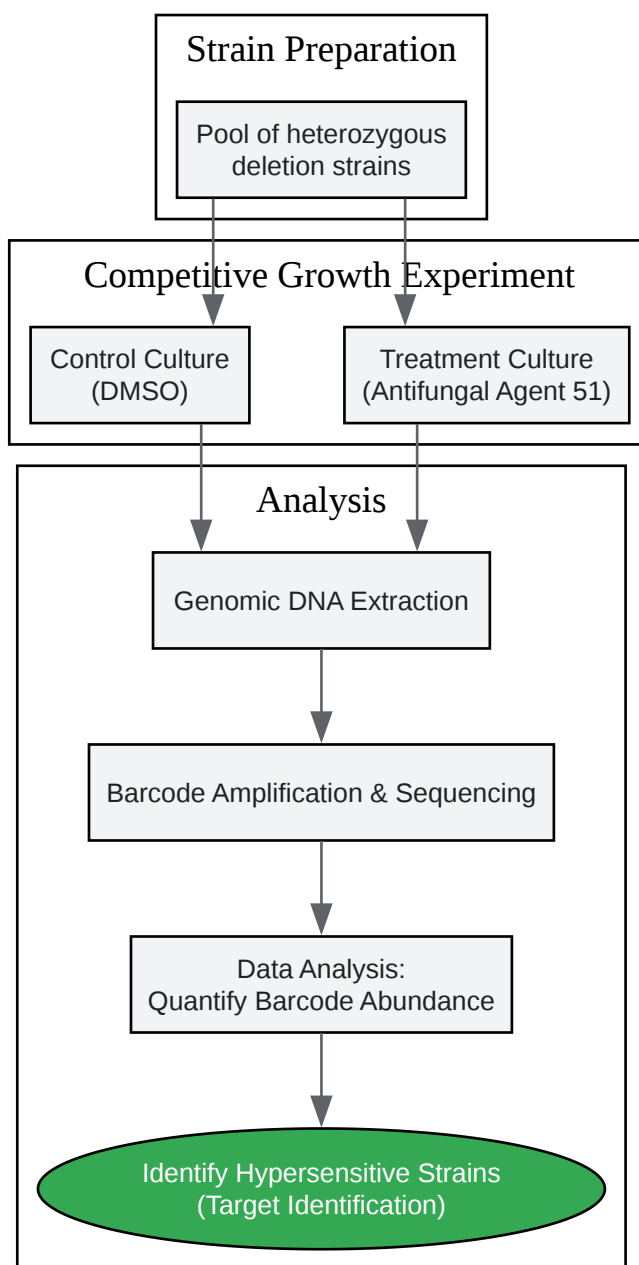 Strain Preparation
Pool of heterozygous
deletion strains
Competitive Growth Experiment
Control Culture
(DMSO)
Treatment Culture
(Antifungal Agent 51)
Analysis
Genomic DNA Extraction
Barcode Amplification & Sequencing
Data Analysis:
Quantify Barcode Abundance
Identify Hypersensitive Strains
(Target Identification)